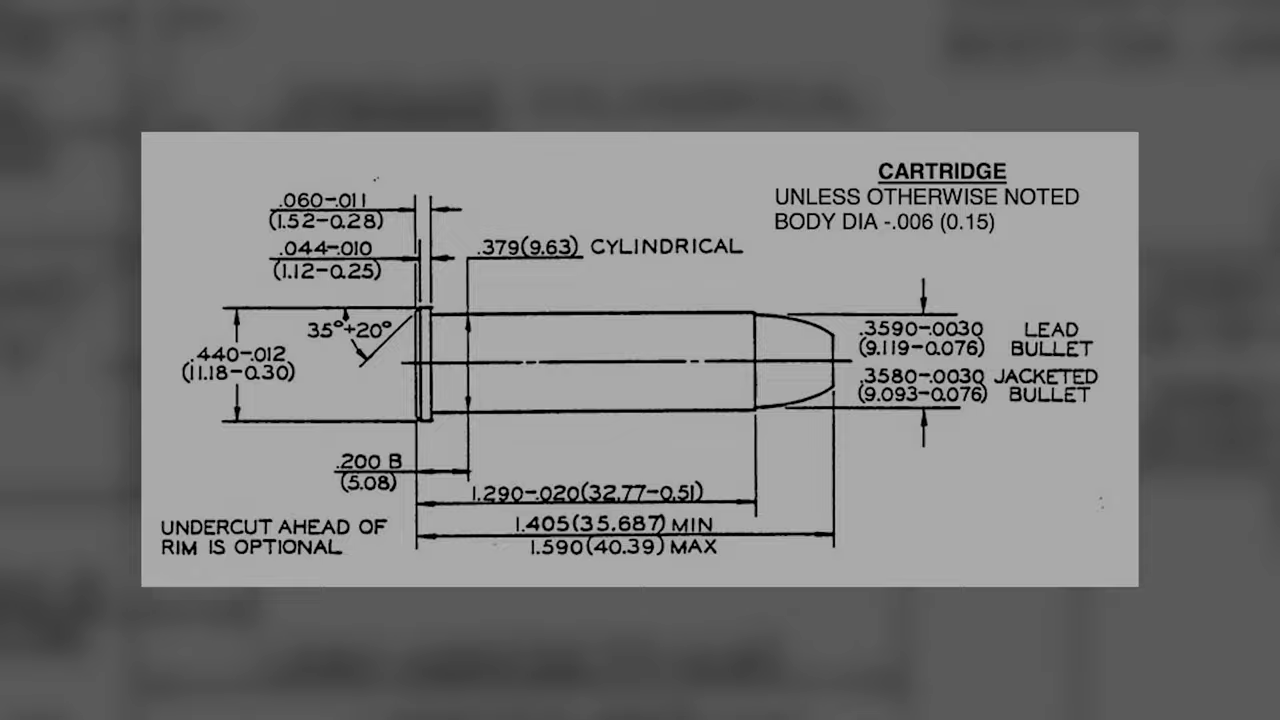 CARTRIDGE
UNLESS OTHERWISE NOTED
BODY DIA -.006 (0.15)
.060-.011
(1.52-0.28)
.044-.010
(1.12-0.25)
.379(9.63) CYLINDRICAL
35°+20°
.440-.012
(11.18-0.30)
.3590-.0030 LEAD
(9.119-0.076) BULLET
.3580-.0030 JACKETED
(9.093-0.076) BULLET
.200 B
(5.08)
1.290-.020(32.77-0.51)
1.405(35.687) MIN
1.590(40.39) MAX
UNDERCUT AHEAD OF
RIM IS OPTIONAL